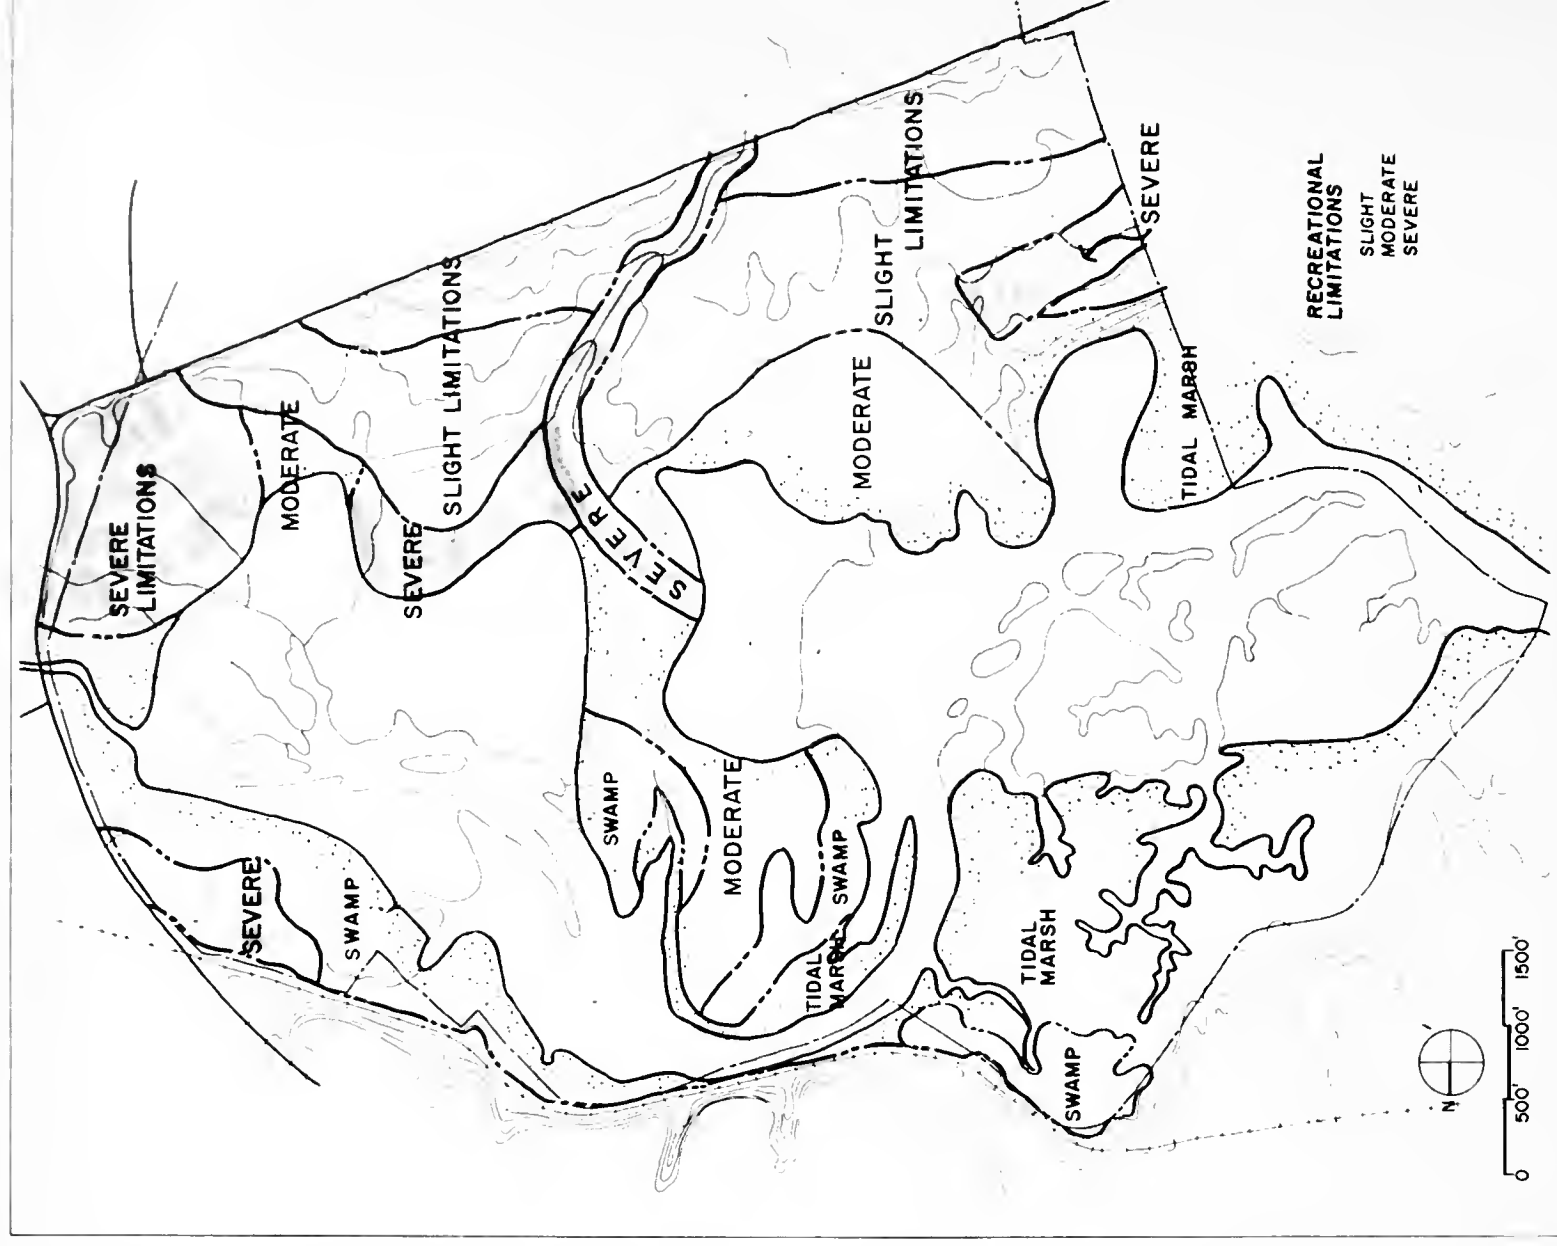 SEVERE
LIMITATIONS
MODERATE
SEVERE
SLIGHT LIMITATIONS
SEVERE
SWAMP
SEVERE
SWAMP
MODERATE
SWAMP
TIDAL
MARSH
MODERATE
SLIGHT
LIMITATIONS
TIDAL
MARSH
SWAMP
TIDAL MARSH
SEVERE
RECREATIONAL
LIMITATIONS
SLIGHT
MODERATE
SEVERE
N
0 500' 1000' 1500'